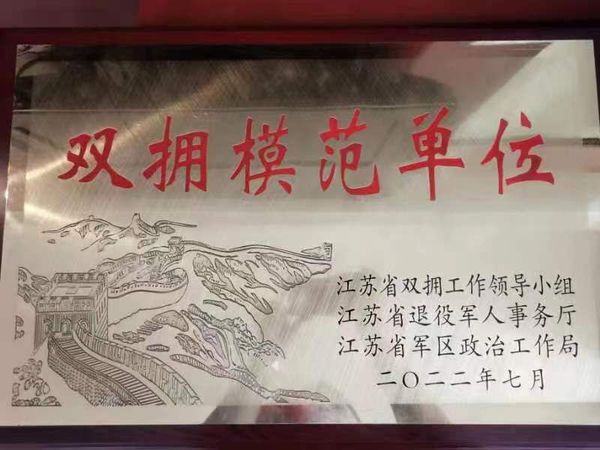 双拥模范单位
江苏省双拥工作领导小组
江苏省退役军人事务厅
江苏省军区政治工作局
二〇二二年七月